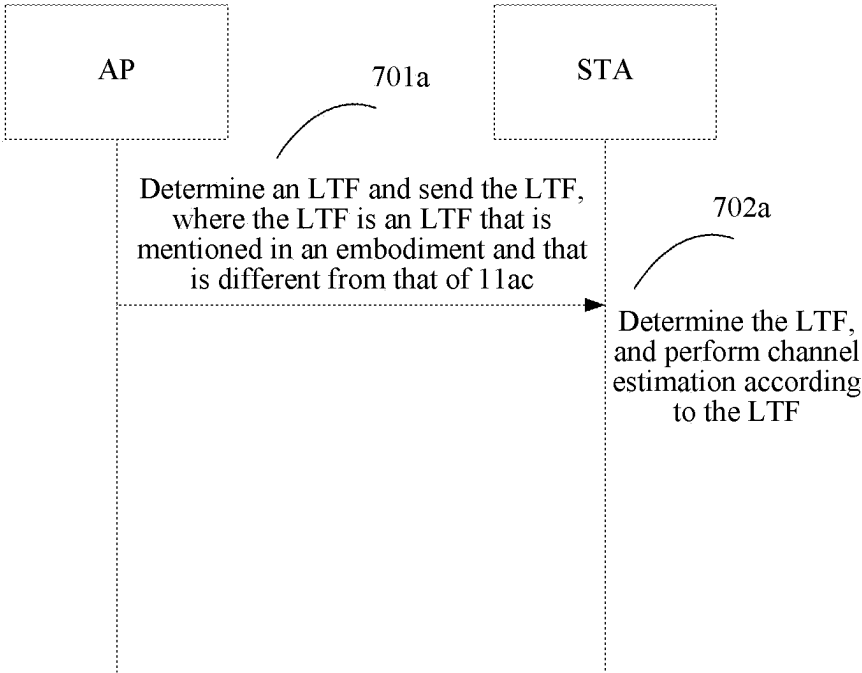 AP
STA
701a
Determine an LTF and send the LTF,
where the LTF is an LTF that is
mentioned in an embodiment and that
is different from that of 11ac
702a
Determine the LTF,
and perform channel
estimation according
to the LTF